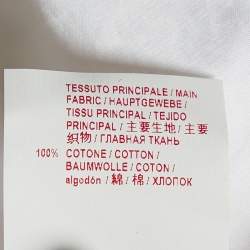 TESSUTO PRINCIPALE / MAIN
FABRIC / HAUPTGEWEBE /
TISSU PRINCIPAL / TEJIDO
PRINCIPAL / 主要生地 / 主要
织物 / ГЛАВНАЯ ТКАНЬ
100% COTONE / COTTON /
BAUMWOLLE / COTON /
algodón / 綿 / 棉 / ХЛОПОК